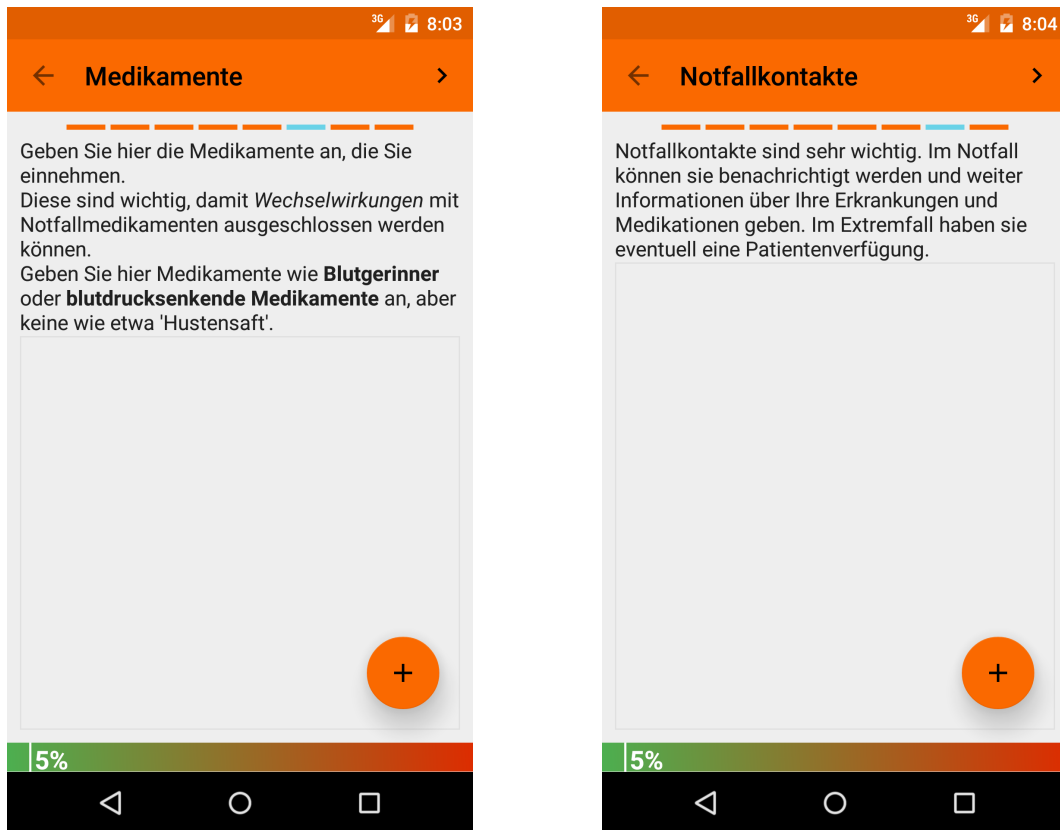 3G 8:03
Medikamente
Geben Sie hier die Medikamente an, die Sie
einnehmen.
Diese sind wichtig, damit Wechselwirkungen mit
Notfallmedikamenten ausgeschlossen werden
können.
Geben Sie hier Medikamente wie Blutgerinner
oder blutdrucksenkende Medikamente an, aber
keine wie etwa 'Hustensaft'.
+
5%
3G 8:04
Notfallkontakte
Notfallkontakte sind sehr wichtig. Im Notfall
können sie benachrichtigt werden und weiter
Informationen über Ihre Erkrankungen und
Medikationen geben. Im Extremfall haben sie
eventuell eine Patientenverfügung.
+
5%